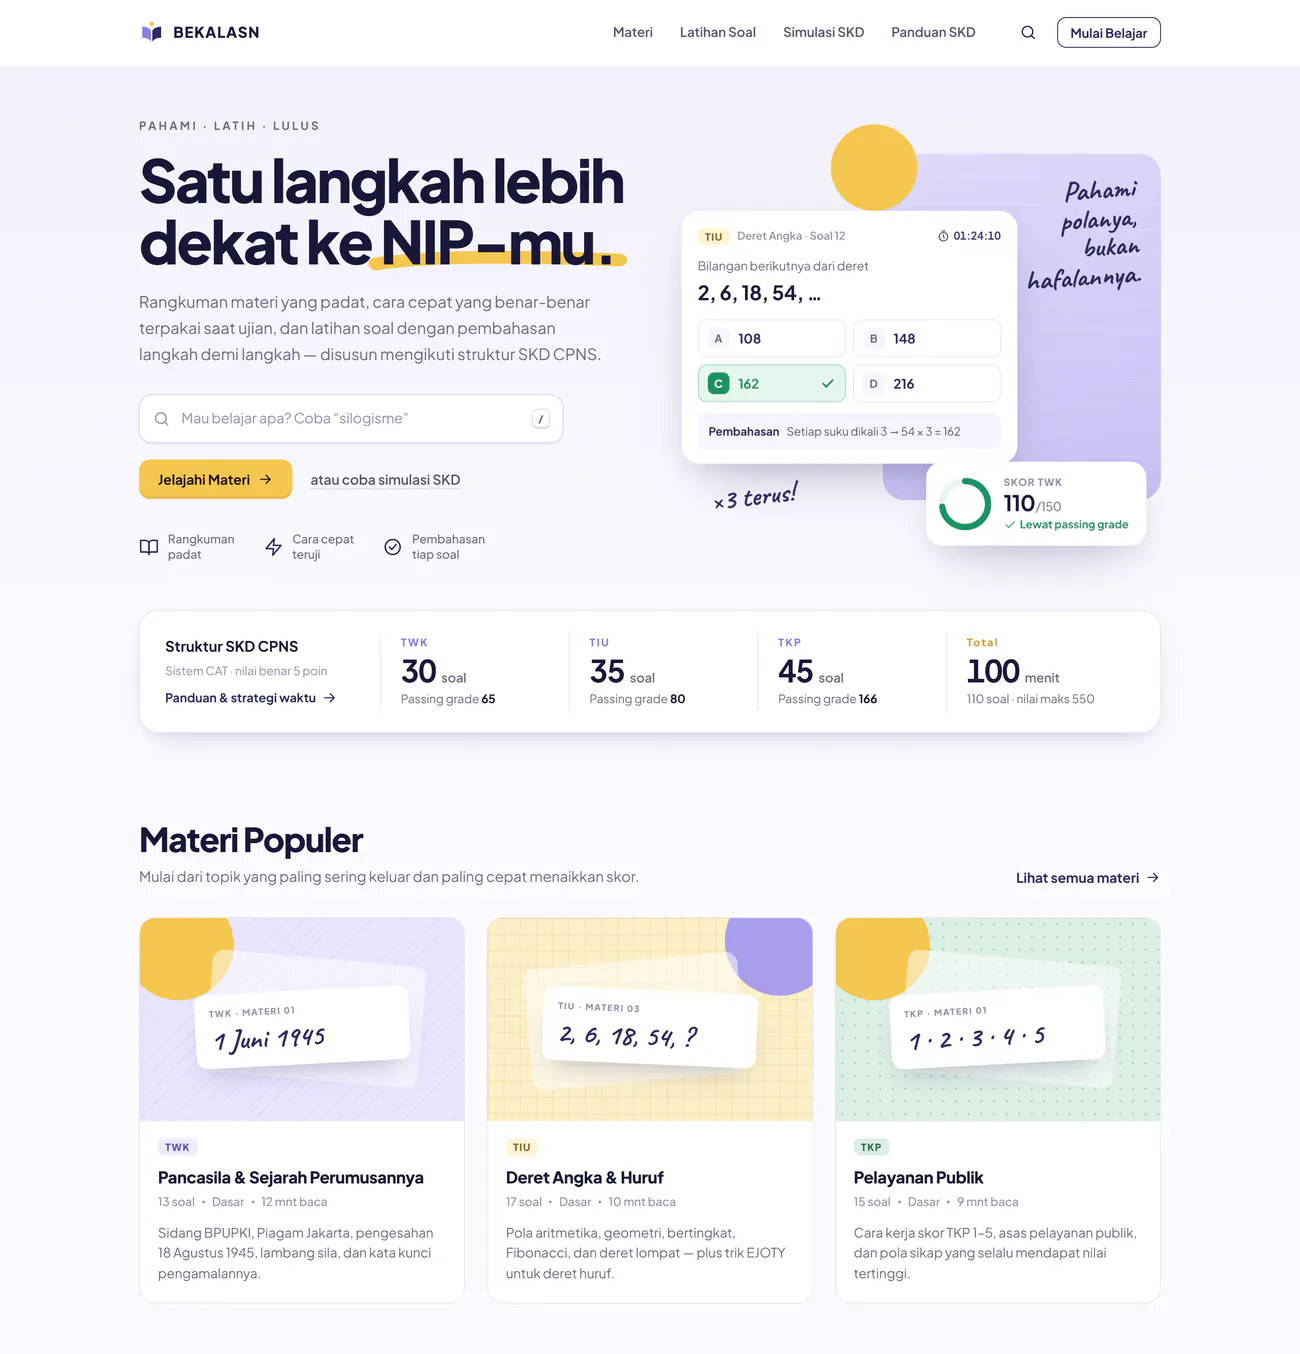 BEKALASN
Materi
Latihan Soal
Simulasi SKD
Panduan SKD
Mulai Belajar
PAHAMI · LATIH · LULUS
Satu langkah lebih
dekat ke NIP-mu.
Rangkuman materi yang padat, cara cepat yang benar-benar
terpakai saat ujian, dan latihan soal dengan pembahasan
langkah demi langkah — disusun mengikuti struktur SKD CPNS.
Mau belajar apa? Coba “silogisme”
/
Jelajahi Materi →
atau coba simulasi SKD
Rangkuman
padat
Cara cepat
teruji
Pembahasan
tiap soal
Pahami
polanya,
bukan
hafalannya.
TIU Deret Angka · Soal 12 01:24:10
Bilangan berikutnya dari deret
2, 6, 18, 54, …
A 108
B 148
C 162
D 216
Pembahasan Setiap suku dikali 3 → 54 × 3 = 162
×3 terus!
SKOR TWK
110/150
✓ Lewat passing grade
Struktur SKD CPNS
Sistem CAT · nilai benar 5 poin
Panduan & strategi waktu →
TWK
30 soal
Passing grade 65
TIU
35 soal
Passing grade 80
TKP
45 soal
Passing grade 166
Total
100 menit
110 soal · nilai maks 550
Materi Populer
Mulai dari topik yang paling sering keluar dan paling cepat menaikkan skor.
Lihat semua materi →
TWK · MATERI 01
1 Juni 1945
TWK
Pancasila & Sejarah Perumusannya
13 soal • Dasar • 12 mnt baca
Sidang BPUPKI, Piagam Jakarta, pengesahan
18 Agustus 1945, lambang sila, dan kata kunci
pengamalannya.
TIU · MATERI 03
2, 6, 18, 54, ?
TIU
Deret Angka & Huruf
17 soal • Dasar • 10 mnt baca
Pola aritmetika, geometri, bertingkat,
Fibonacci, dan deret lompat — plus trik EJOTY
untuk deret huruf.
TKP · MATERI 01
1 · 2 · 3 · 4 · 5
TKP
Pelayanan Publik
15 soal • Dasar • 9 mnt baca
Cara kerja skor TKP 1–5, asas pelayanan publik,
dan pola sikap yang selalu mendapat nilai
tertinggi.